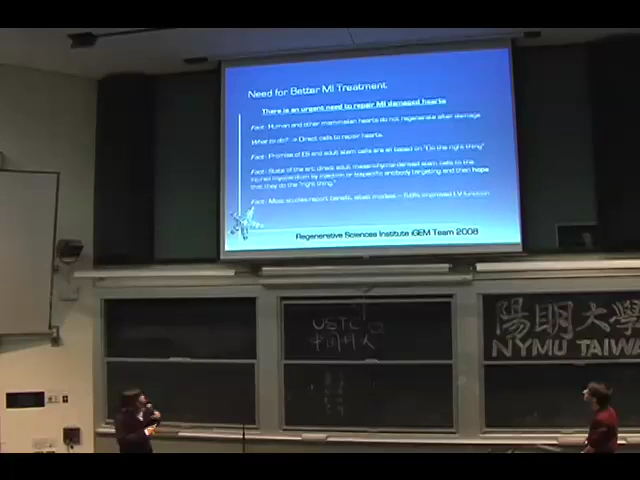 Need for Better MI Treatment
There is an urgent need to repair MI damaged hearts
Fact: Human and other mammalian hearts do not regenerate after damage
What to do? -> Direct cells to repair hearts.
Fact: Promise of ES and adult stem cells are all based on "Do the right thing"
Fact: State of the art: direct adult mesenchymal derived stem cells to the
injured myocardium by injection or bispecific antibody targeting and then hope
that they do the "right thing."
Fact: Most studies report benefit, albeit modest - 5.6% improved LV function
Regenerative Sciences Institute iGEM Team 2008
USTC
陽明大學
NYMU TAIWA